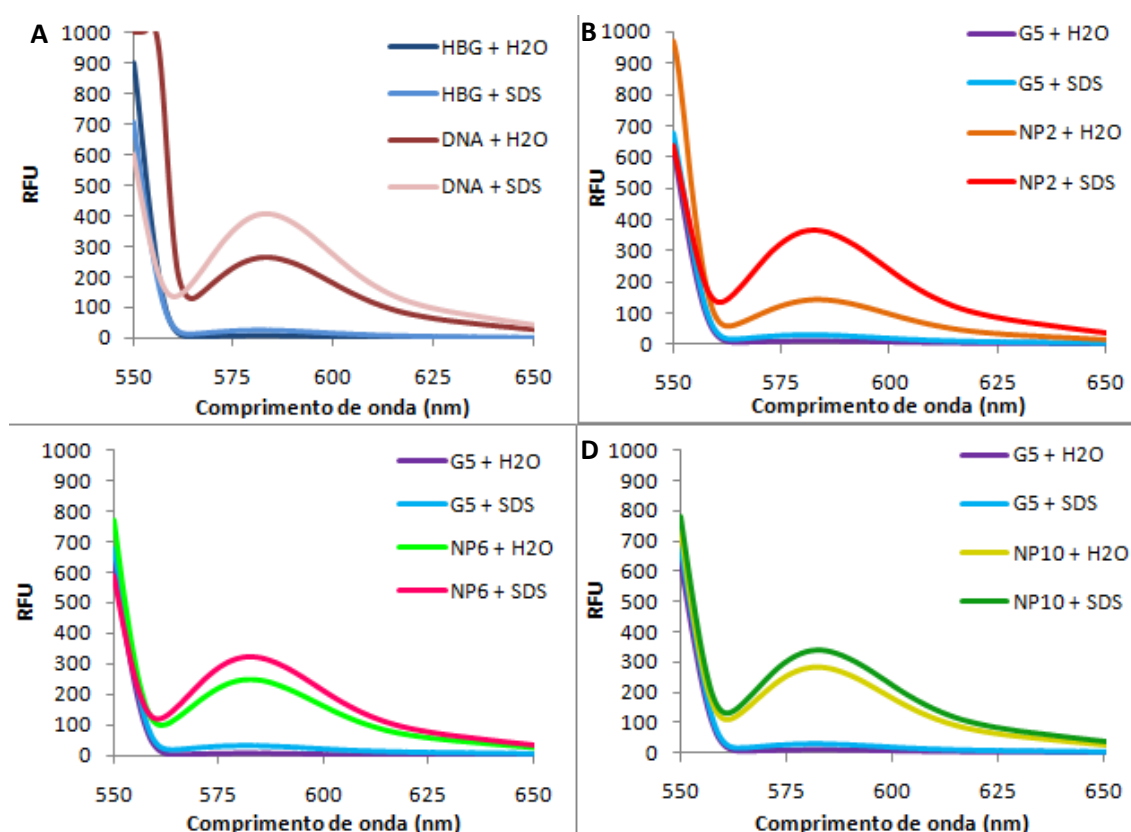 A
1000
900
800
700
600
500
400
300
200
100
0
RFU
550 575 600 625 650
Comprimento de onda (nm)
HBG + H2O
HBG + SDS
DNA + H2O
DNA + SDS
B
1000
900
800
700
600
500
400
300
200
100
0
RFU
550 575 600 625 650
Comprimento de onda (nm)
G5 + H2O
G5 + SDS
NP2 + H2O
NP2 + SDS
1000
900
800
700
600
500
400
300
200
100
0
RFU
550 575 600 625 650
Comprimento de onda (nm)
G5 + H2O
G5 + SDS
NP6 + H2O
NP6 + SDS
D
1000
900
800
700
600
500
400
300
200
100
0
RFU
550 575 600 625 650
Comprimento de onda (nm)
G5 + H2O
G5 + SDS
NP10 + H2O
NP10 + SDS